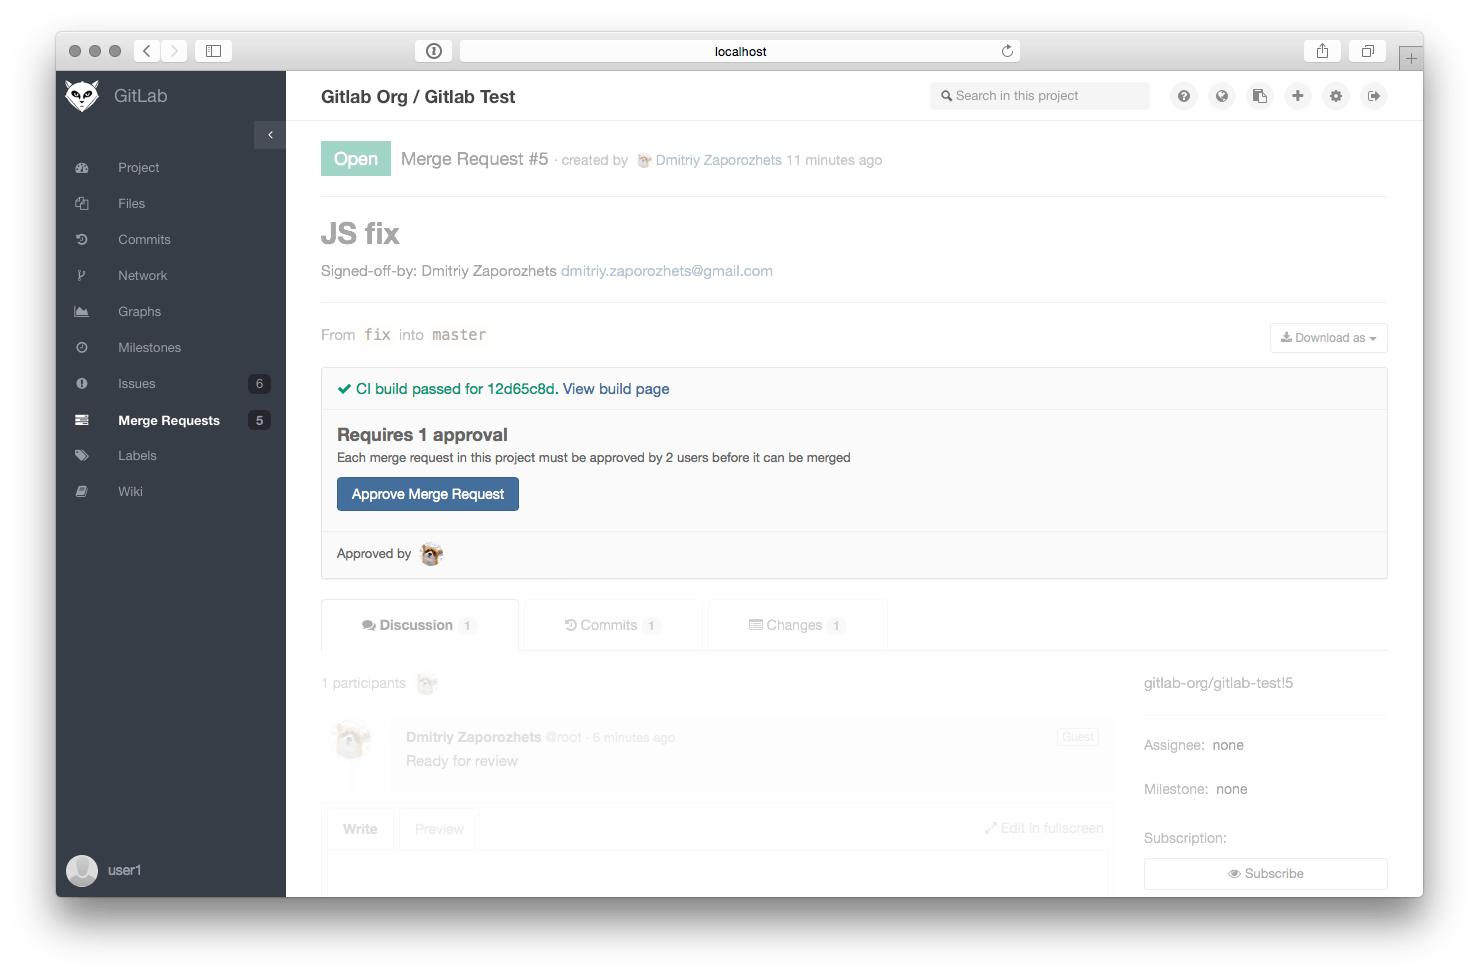 localhost
GitLab
Gitlab Org / Gitlab Test
Search in this project
Project
Files
Commits
Network
Graphs
Milestones
Issues 6
Merge Requests 5
Labels
Wiki
user1
Open Merge Request #5 · created by Dmitriy Zaporozhets 11 minutes ago
JS fix
Signed-off-by: Dmitriy Zaporozhets dmitriy.zaporozhets@gmail.com
From fix into master
Download as
CI build passed for 12d65c8d. View build page
Requires 1 approval
Each merge request in this project must be approved by 2 users before it can be merged
Approve Merge Request
Approved by
Discussion 1
Commits 1
Changes 1
1 participants
Dmitriy Zaporozhets @root · 6 minutes ago
Guest
Ready for review
Write
Preview
Edit in fullscreen
gitlab-org/gitlab-test!5
Assignee: none
Milestone: none
Subscription:
Subscribe